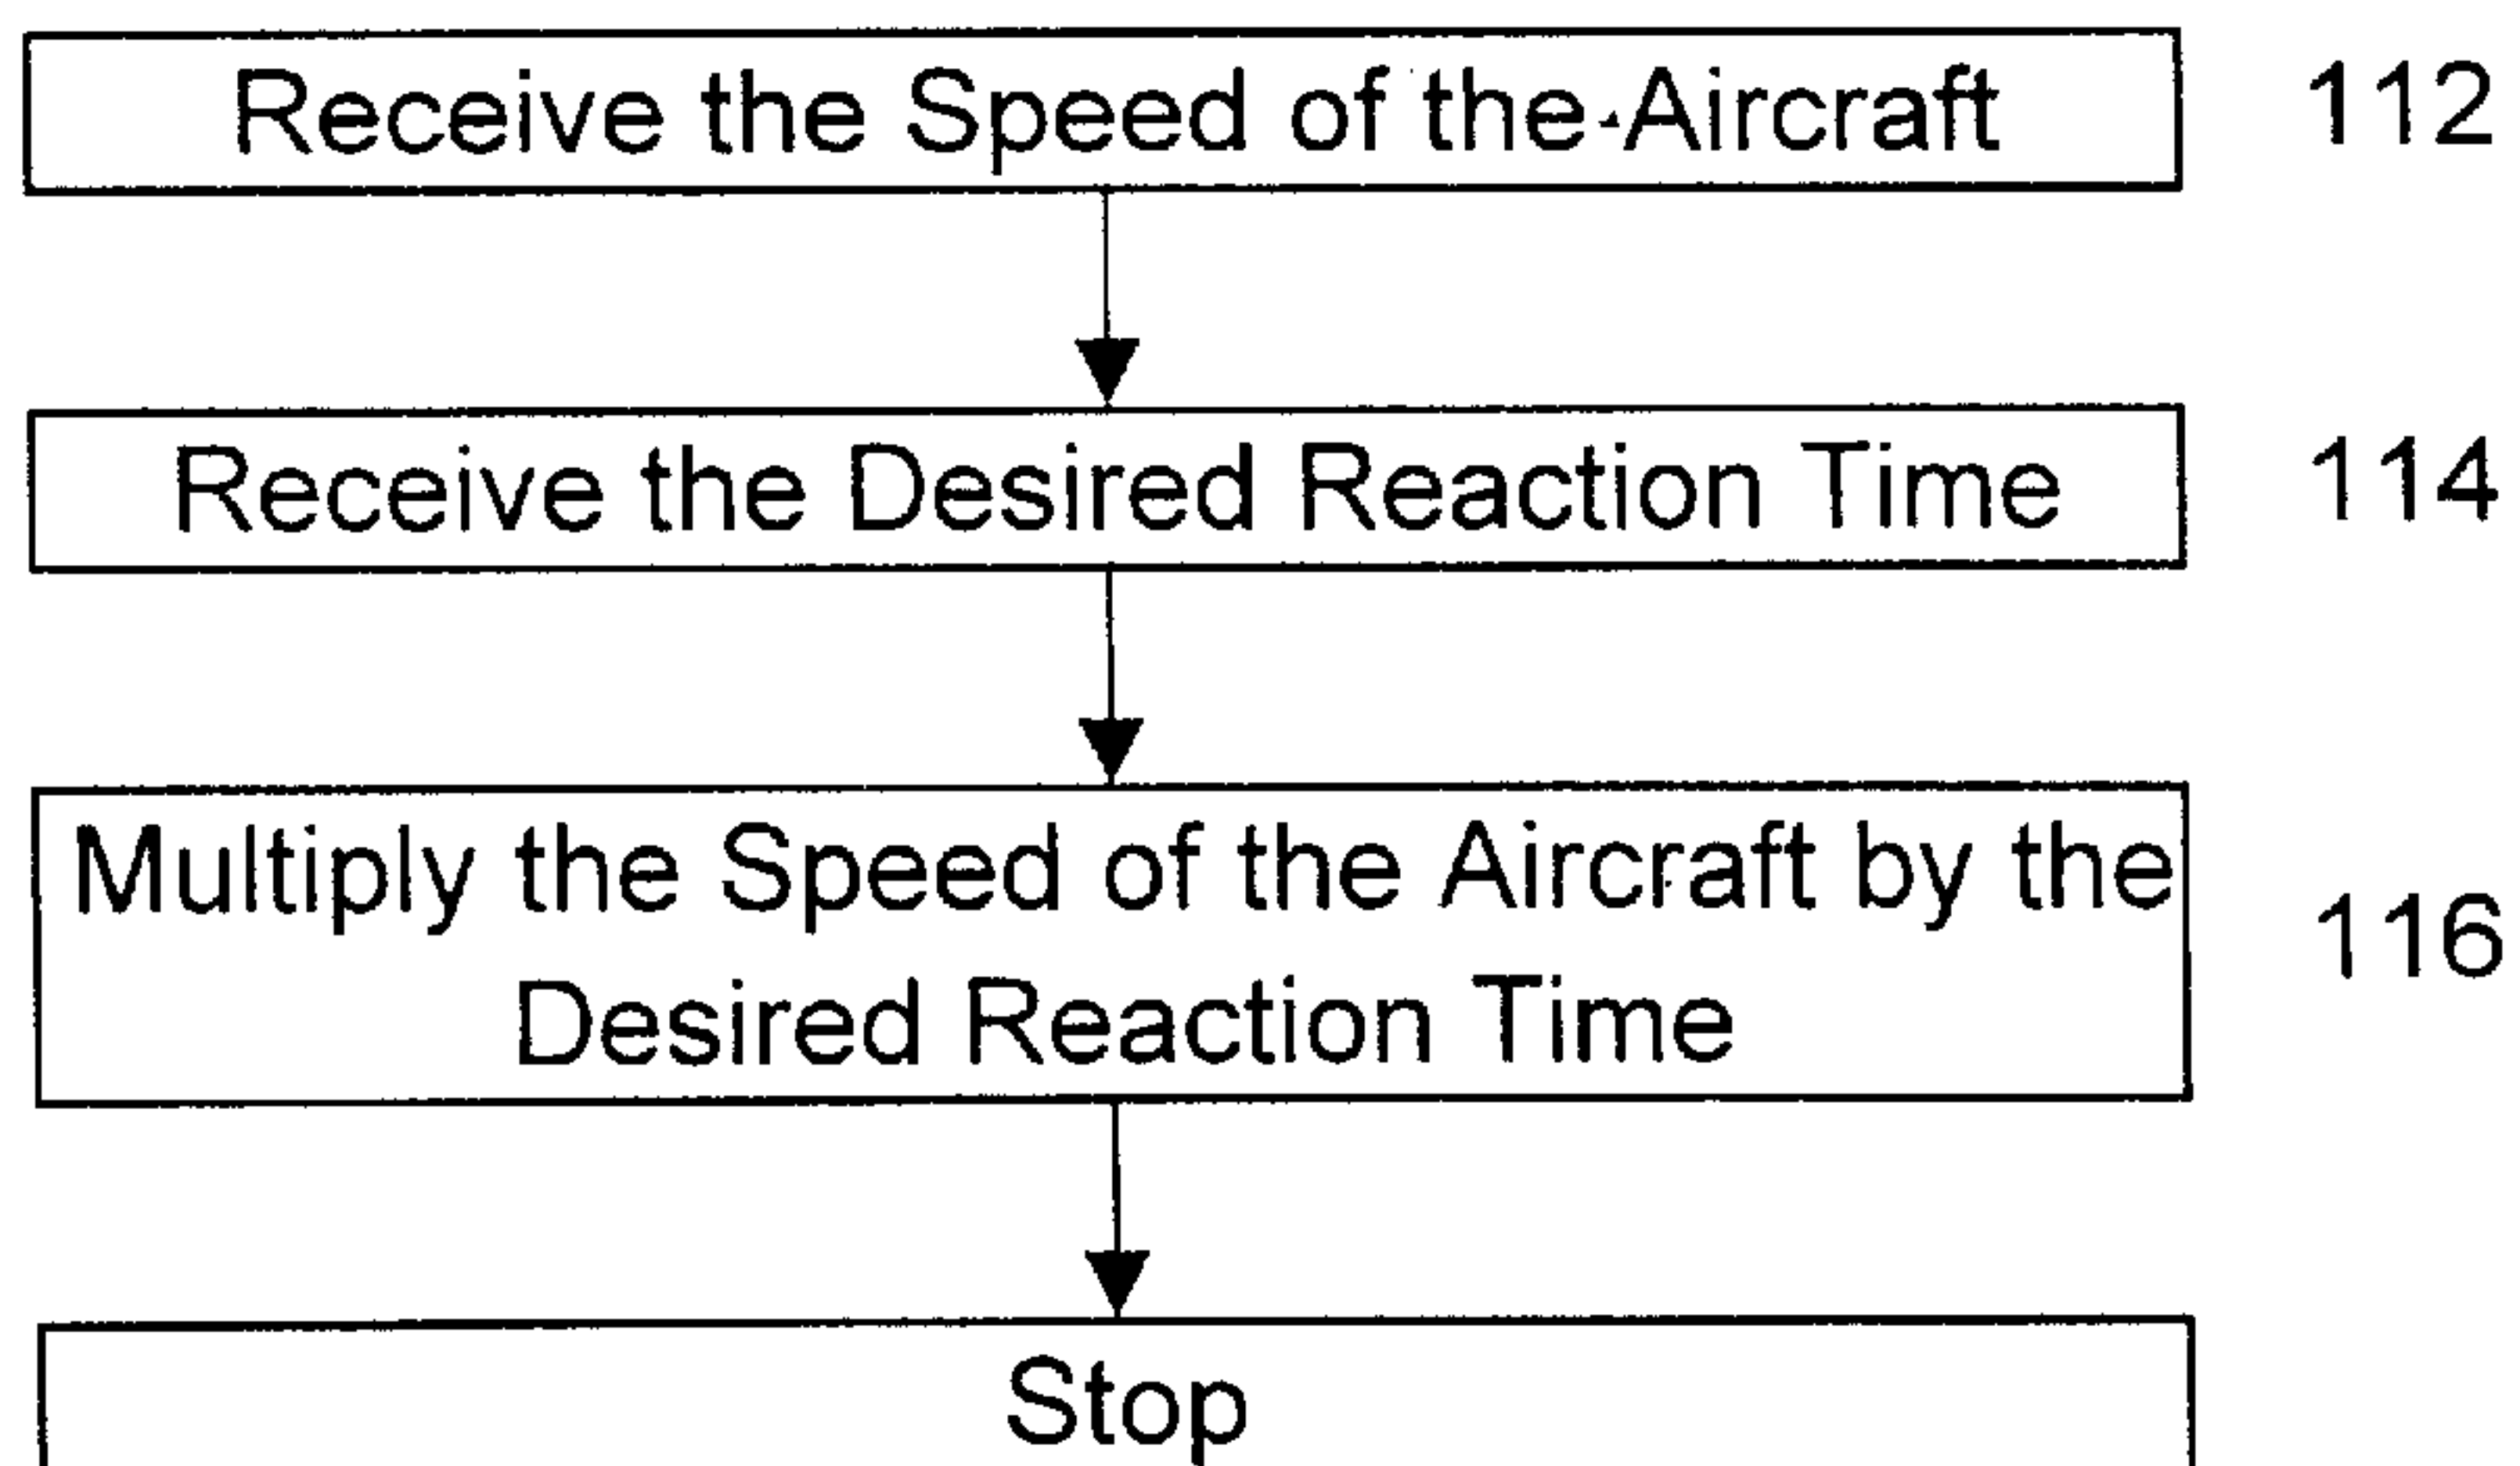 Receive the Speed of the Aircraft 112
Receive the Desired Reaction Time 114
Multiply the Speed of the Aircraft by the
Desired Reaction Time
116
Stop